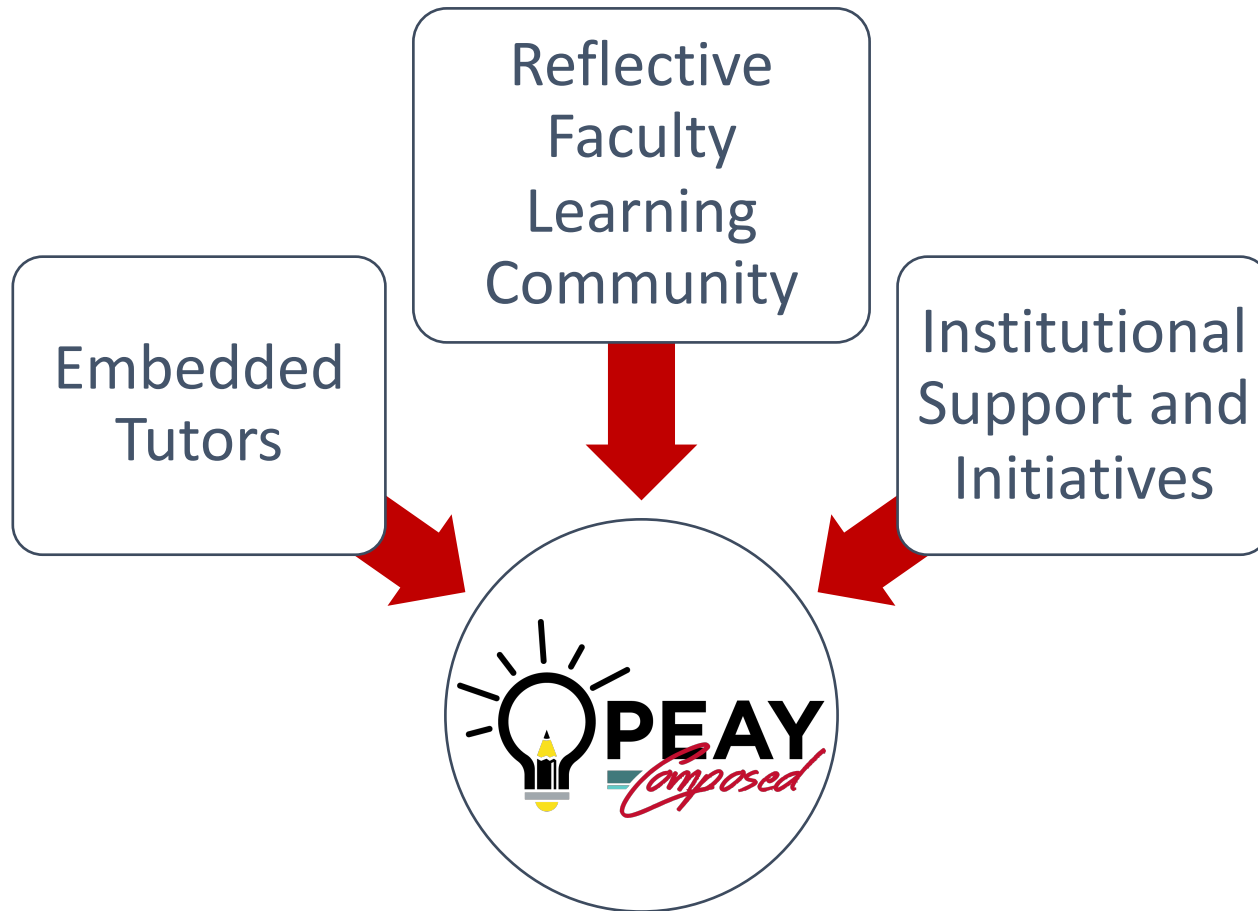 Reflective
Faculty
Learning
Community
Embedded
Tutors
Institutional
Support and
Initiatives
PEAY
Composed